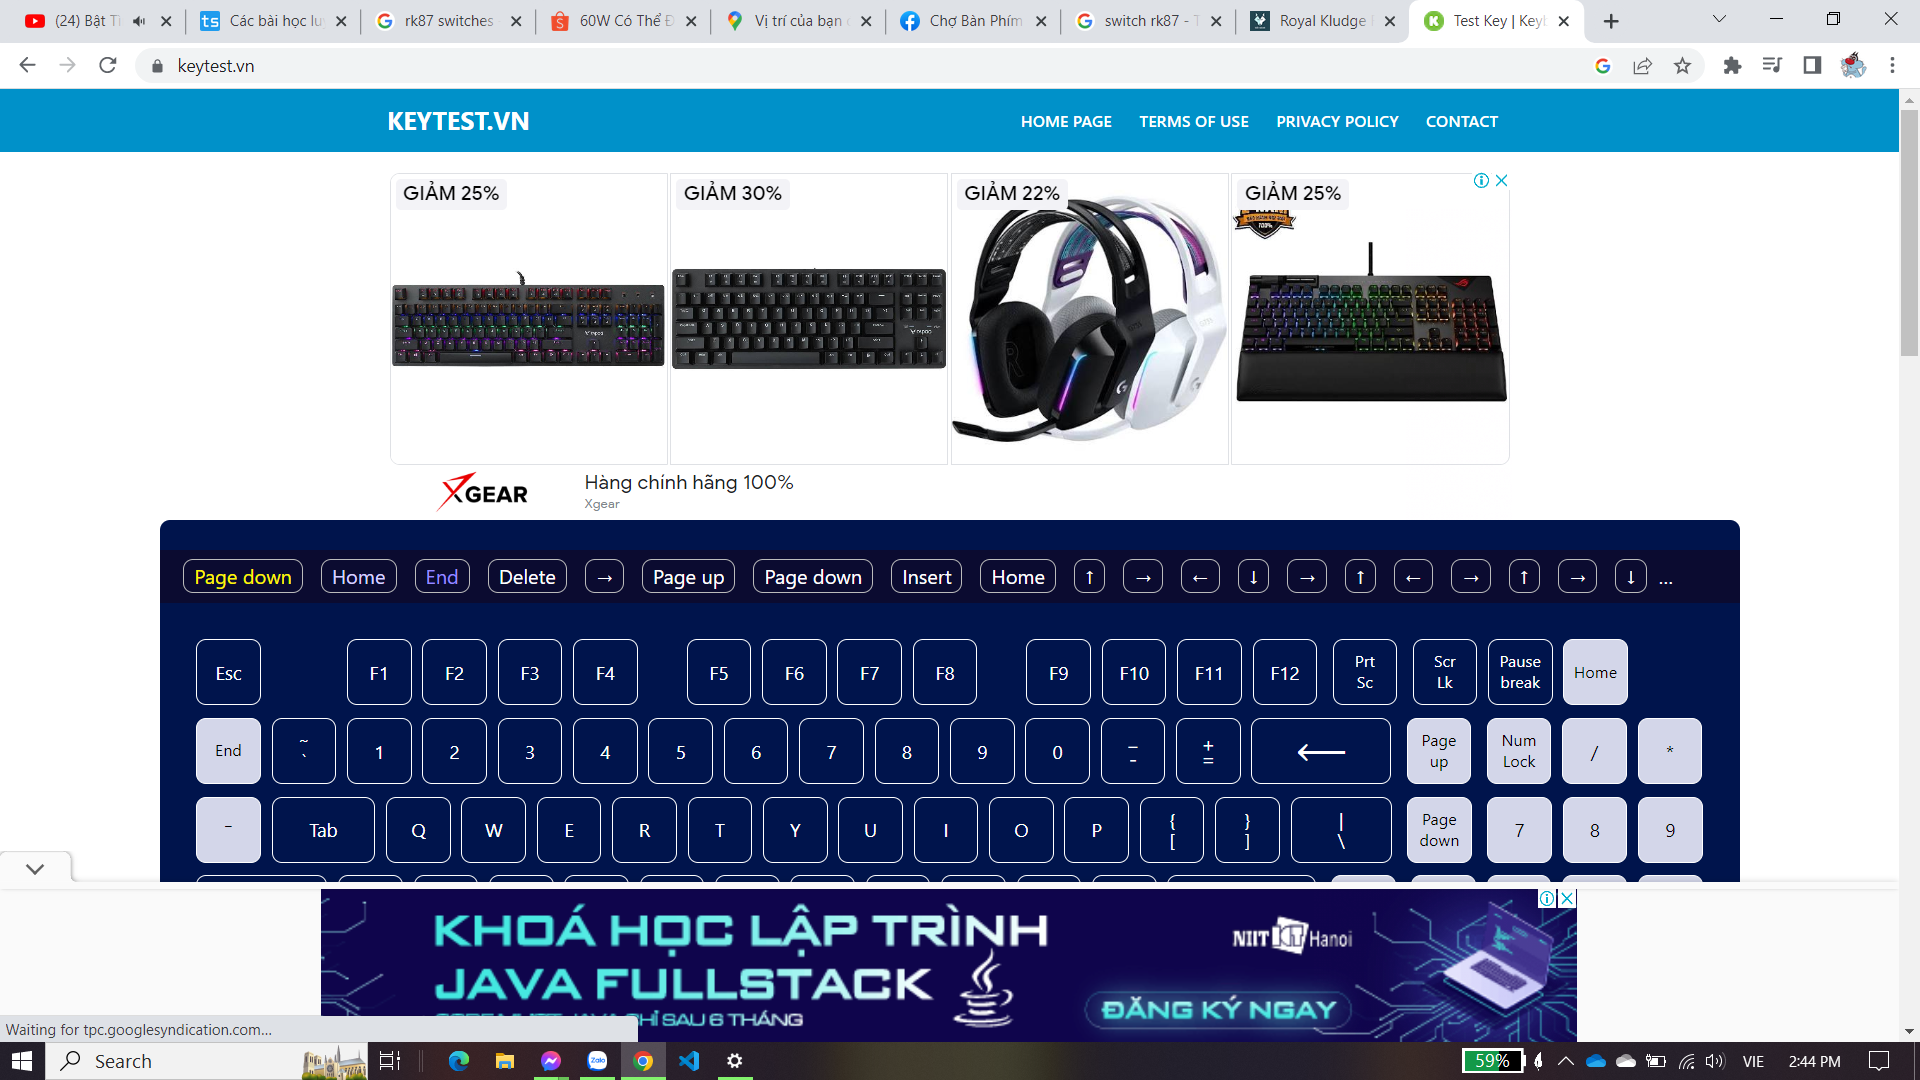 (24) Bật Ti
Các bài học lu
rk87 switches
60W Có Thể Đ
Vị trí của bạn
Chợ Bàn Phím
switch rk87 - T
Royal Kludge
Test Key | Keyb
keytest.vn
KEYTEST.VN
HOME PAGE
TERMS OF USE
PRIVACY POLICY
CONTACT
GIẢM 25%
GIẢM 30%
GIẢM 22%
GIẢM 25%
XGEAR
Hàng chính hãng 100%
Xgear
Page down Home End Delete → Page up Page down Insert Home ↑ → ← ↓ → ↑ ← → ↑ → ↓ ...
Esc F1 F2 F3 F4 F5 F6 F7 F8 F9 F10 F11 F12 Prt Sc Scr Lk Pause break Home
End ~ ` 1 2 3 4 5 6 7 8 9 0 _ - + = ⟵ Page up Num Lock / *
- Tab Q W E R T Y U I O P { [ } ] | \ Page down 7 8 9
KHOÁ HỌC LẬP TRÌNH
JAVA FULLSTACK
NIIT ICT Hanoi
ĐĂNG KÝ NGAY
Waiting for tpc.googlesyndication.com...
Search
Zalo
59%
VIE
2:44 PM